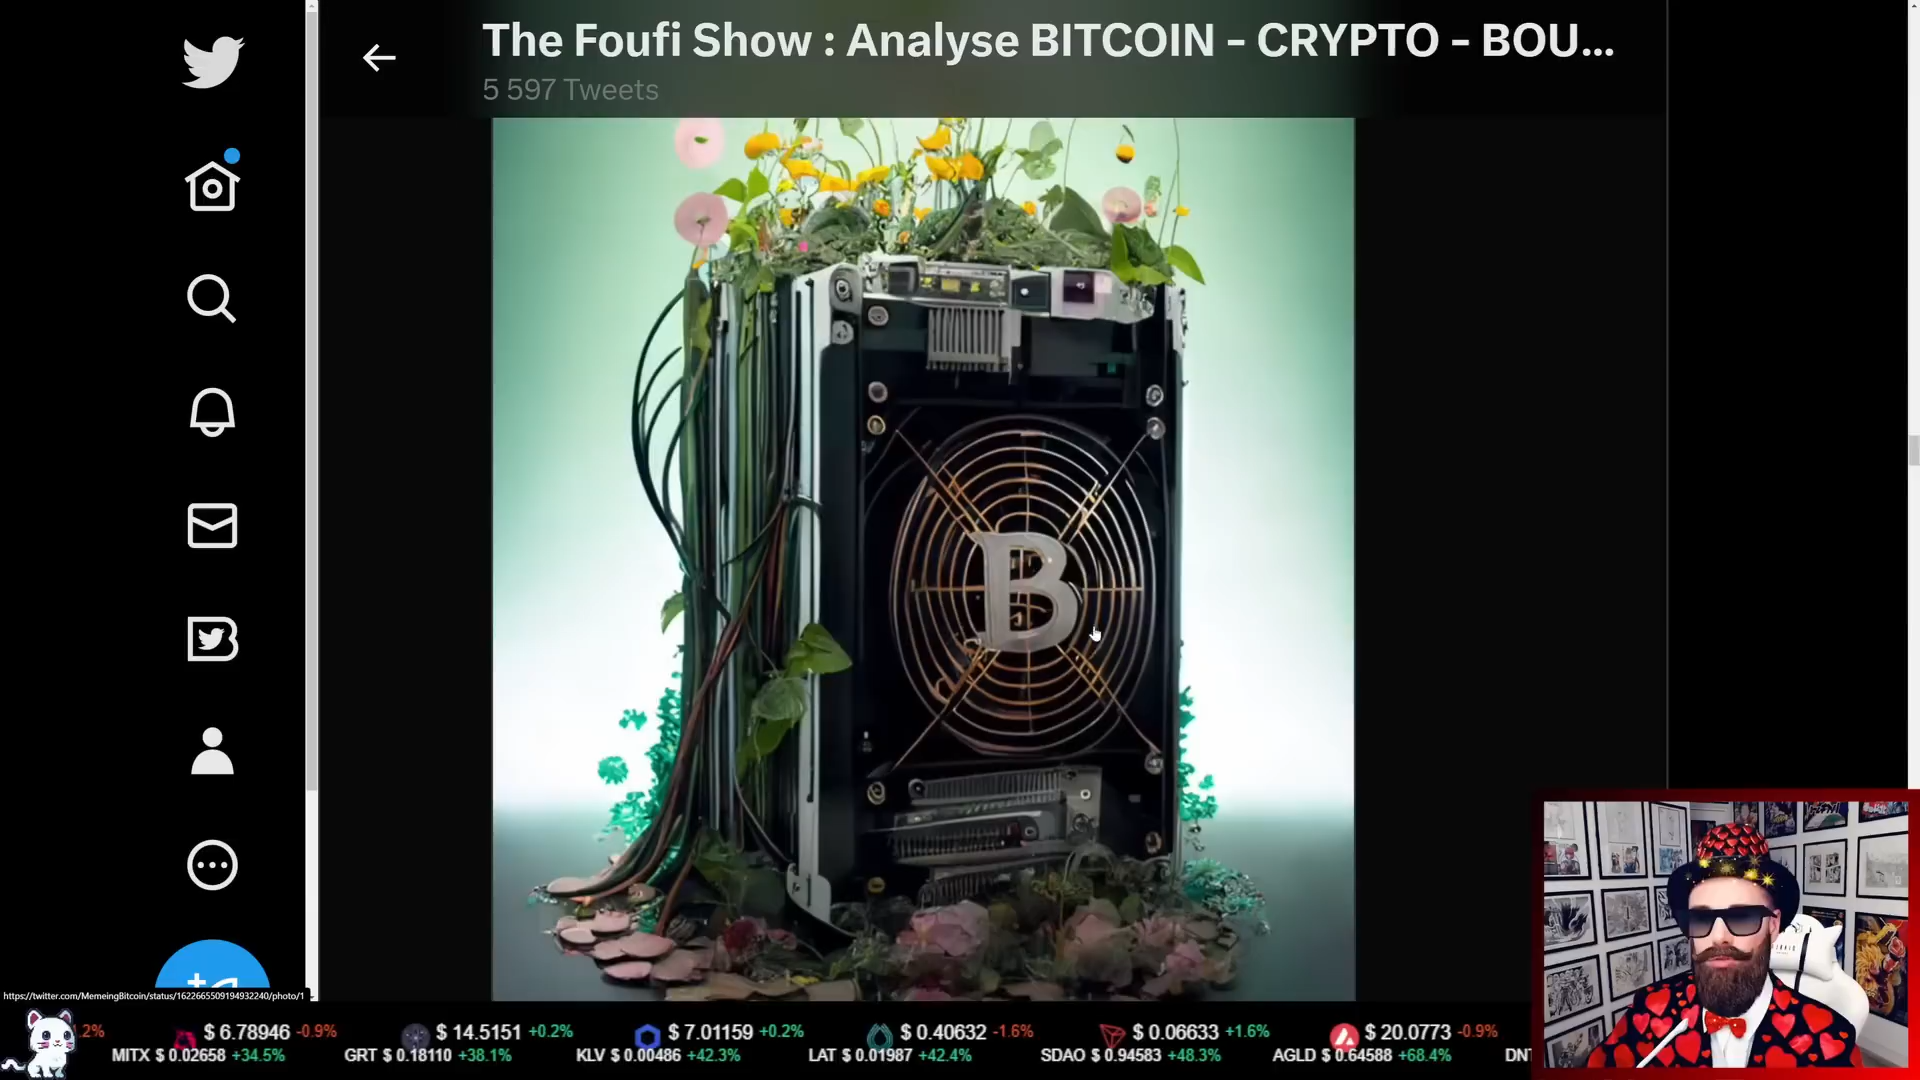 The Foufi Show : Analyse BITCOIN - CRYPTO - BOU...
5 597 Tweets
B
https://twitter.com/MemeingBitcoin/status/1622665509194932240/photo/1
.2% $ 6.78946 -0.9% $ 14.5151 +0.2% $ 7.01159 +0.2% $ 0.40632 -1.6% $ 0.06633 +1.6% $ 20.0773 -0.9%
MITX $ 0.02658 +34.5% GRT $ 0.18110 +38.1% KLV $ 0.00486 +42.3% LAT $ 0.01987 +42.4% SDAO $ 0.94583 +48.3% AGLD $ 0.64588 +68.4% DNT